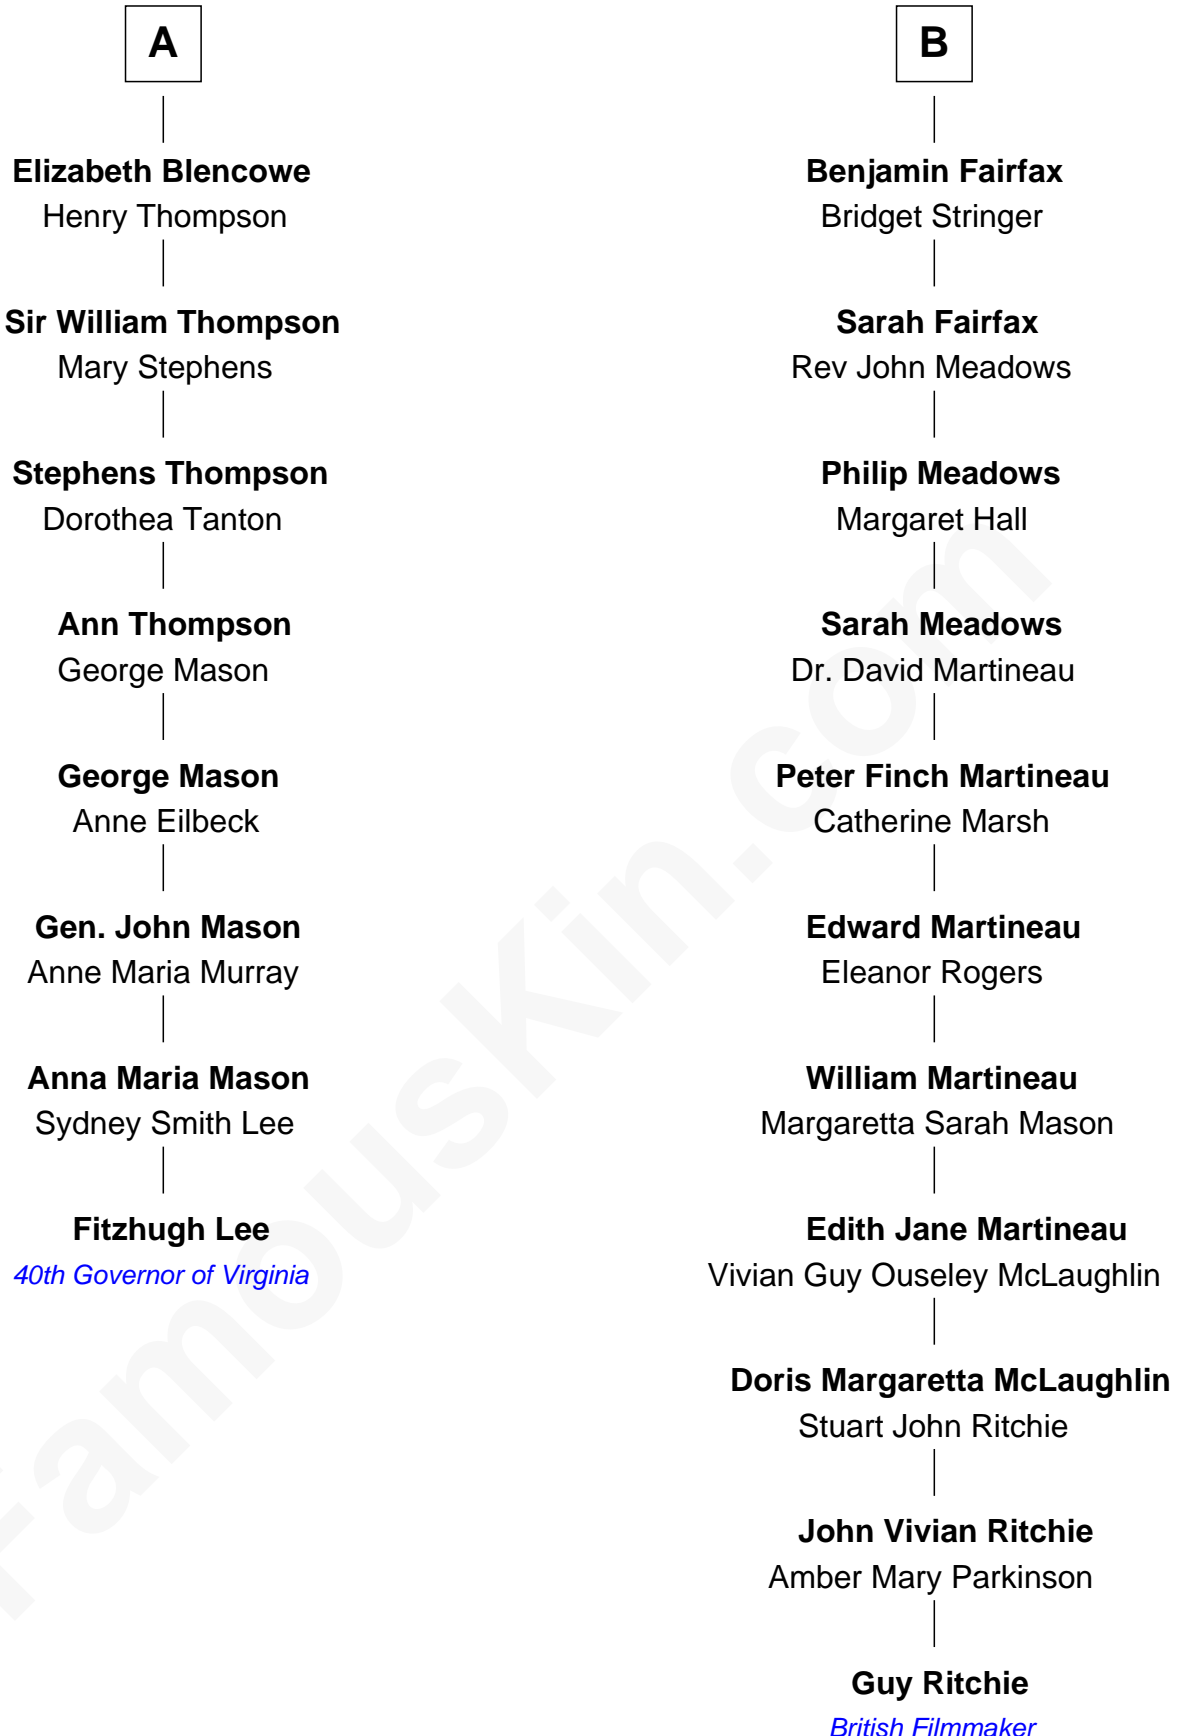 A
Elizabeth Blencowe
Henry Thompson
Sir William Thompson
Mary Stephens
Stephens Thompson
Dorothea Tanton
Ann Thompson
George Mason
George Mason
Anne Eilbeck
Gen. John Mason
Anne Maria Murray
Anna Maria Mason
Sydney Smith Lee
Fitzhugh Lee
40th Governor of Virginia
B
Benjamin Fairfax
Bridget Stringer
Sarah Fairfax
Rev John Meadows
Philip Meadows
Margaret Hall
Sarah Meadows
Dr. David Martineau
Peter Finch Martineau
Catherine Marsh
Edward Martineau
Eleanor Rogers
William Martineau
Margaretta Sarah Mason
Edith Jane Martineau
Vivian Guy Ouseley McLaughlin
Doris Margaretta McLaughlin
Stuart John Ritchie
John Vivian Ritchie
Amber Mary Parkinson
Guy Ritchie
British Filmmaker
FamousKin.com